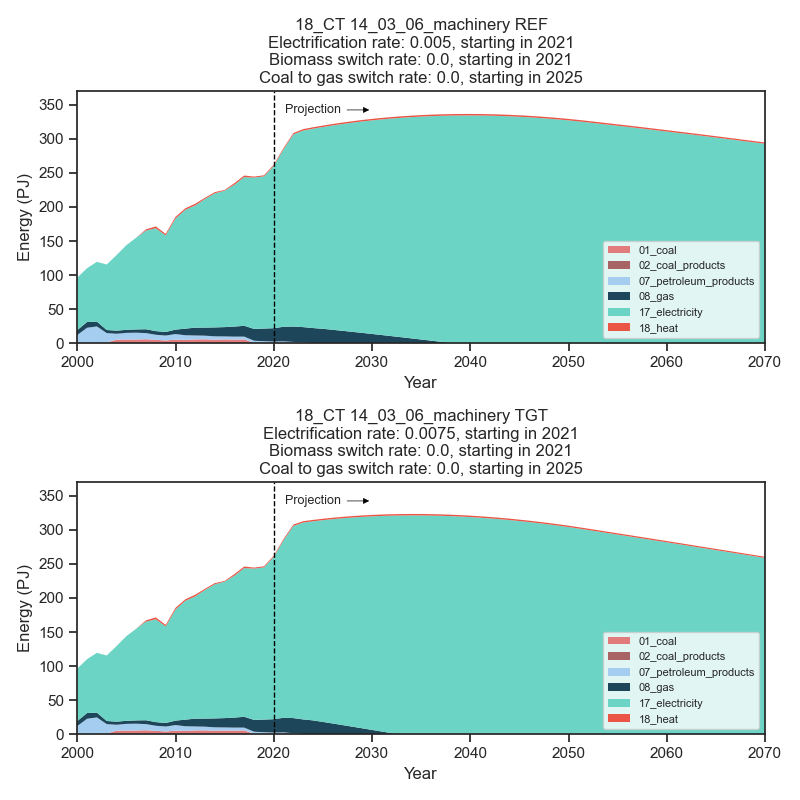 18_CT 14_03_06_machinery REF
Electrification rate: 0.005, starting in 2021
Biomass switch rate: 0.0, starting in 2021
Coal to gas switch rate: 0.0, starting in 2025
Projection
Energy (PJ)
350
300
250
200
150
100
50
0
01_coal
02_coal_products
07_petroleum_products
08_gas
17_electricity
18_heat
2000 2010 2020 2030 2040 2050 2060 2070
Year
18_CT 14_03_06_machinery TGT
Electrification rate: 0.0075, starting in 2021
Biomass switch rate: 0.0, starting in 2021
Coal to gas switch rate: 0.0, starting in 2025
Projection
Energy (PJ)
350
300
250
200
150
100
50
0
01_coal
02_coal_products
07_petroleum_products
08_gas
17_electricity
18_heat
2000 2010 2020 2030 2040 2050 2060 2070
Year